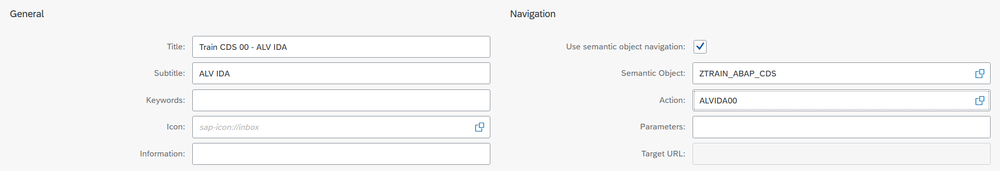 General
Title: Train CDS 00 - ALV IDA
Subtitle: ALV IDA
Keywords:
Icon: sap-icon://inbox
Information:
Navigation
Use semantic object navigation:
Semantic Object: ZTRAIN_ABAP_CDS
Action: ALVIDA00
Parameters:
Target URL: